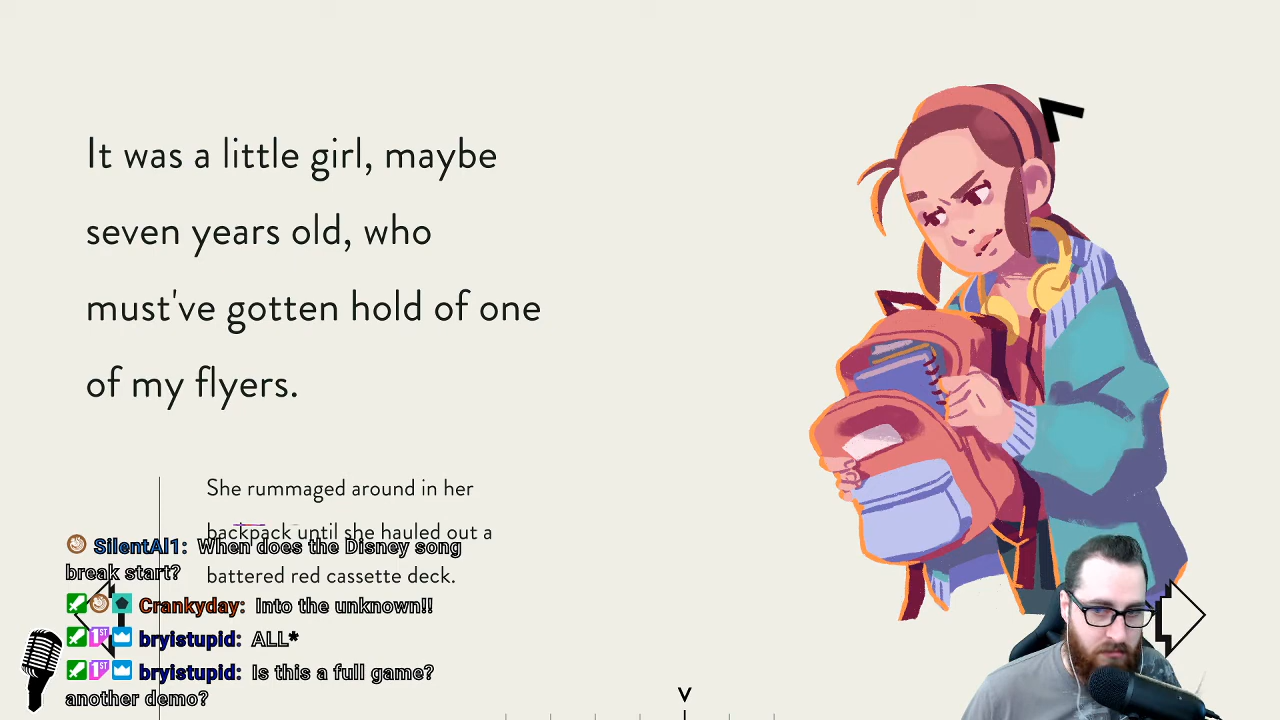 It was a little girl, maybe
seven years old, who
must've gotten hold of one
of my flyers.
She rummaged around in her
backpack until she hauled out a
battered red cassette deck.
SilentAl1: When does the Disney song
break start?
Crankyday: Into the unknown!!
1ST bryistupid: ALL*
1ST bryistupid: Is this a full game?
another demo?